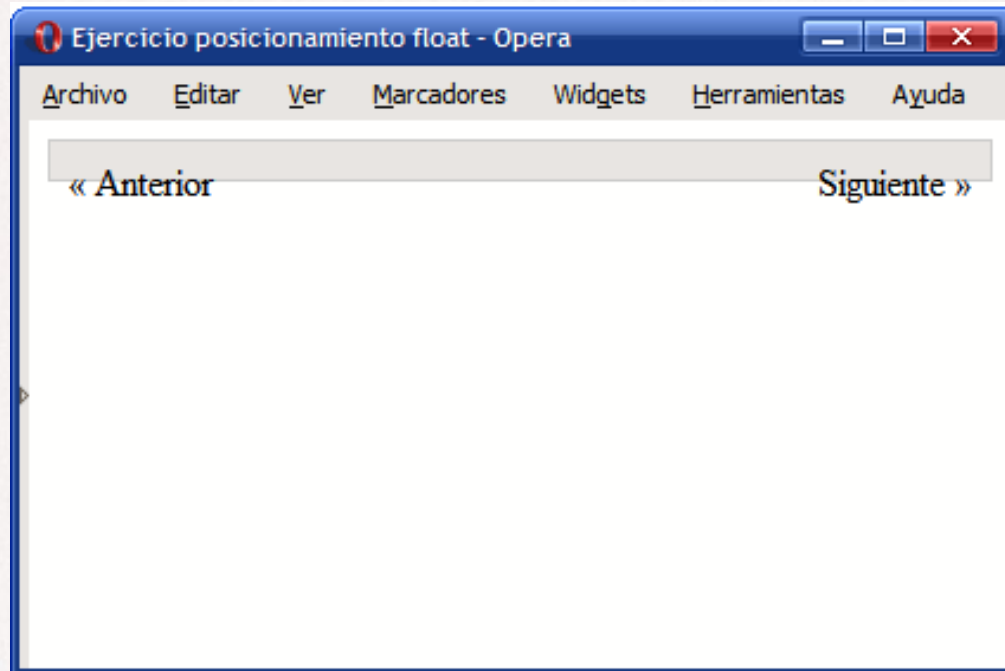 Ejercicio posicionamiento float - Opera
Archivo Editar Ver Marcadores Widgets Herramientas Ayuda
« Anterior Siguiente »